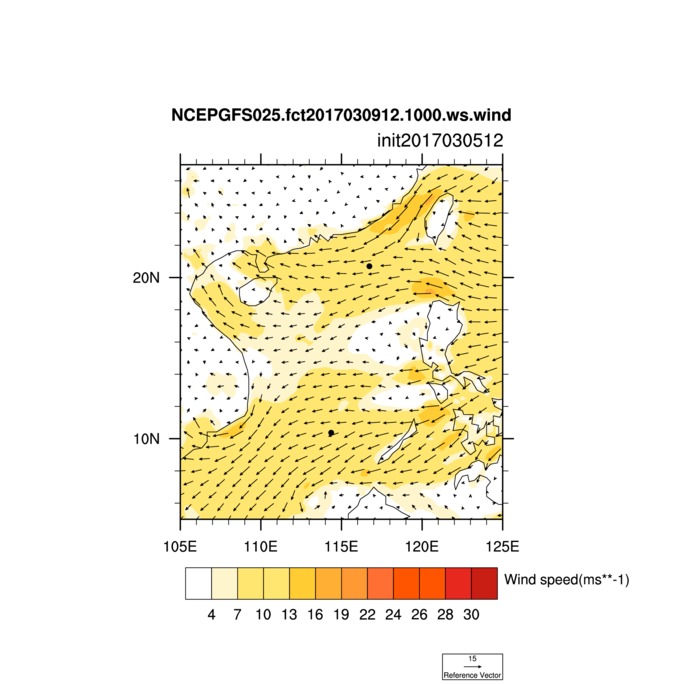 NCEPGFS025.fct2017030912.1000.ws.wind
init2017030512
20N
10N
105E 110E 115E 120E 125E
Wind speed(ms**-1)
4 7 10 13 16 19 22 24 26 28 30
15
Reference Vector